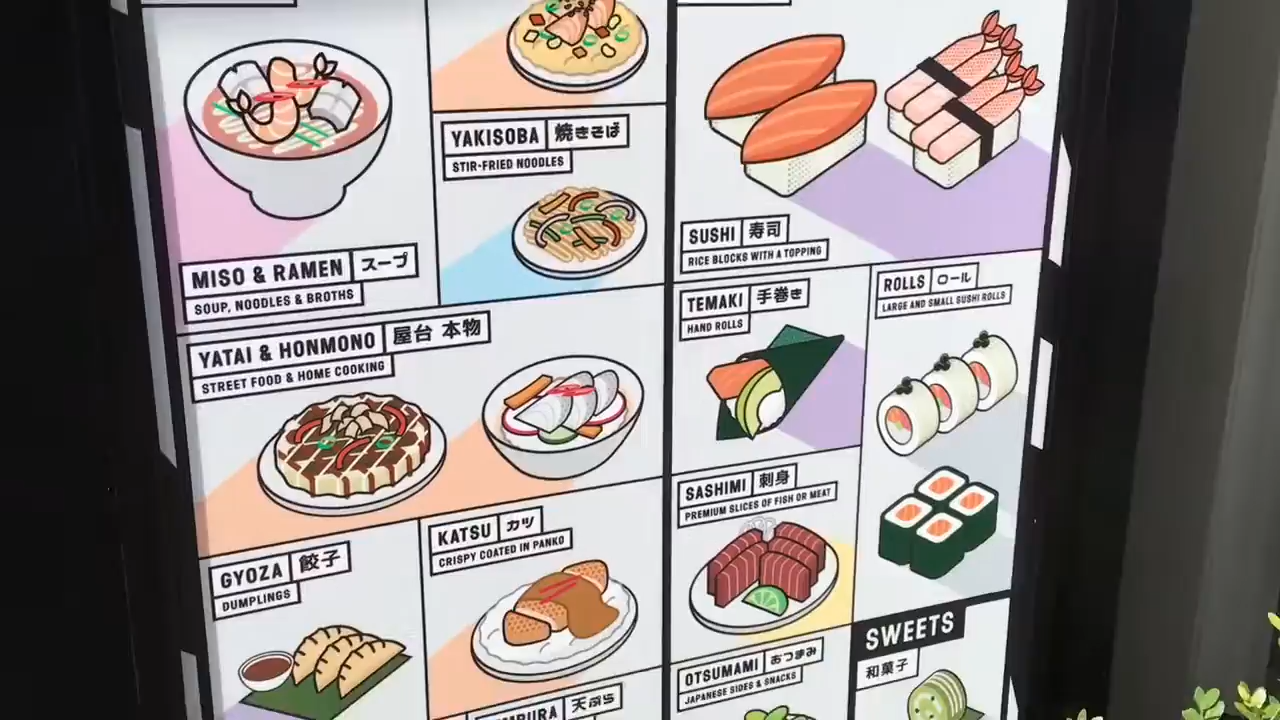 YAKISOBA 焼きそば
STIR-FRIED NOODLES
MISO & RAMEN スープ
SOUP, NOODLES & BROTHS
SUSHI 寿司
RICE BLOCKS WITH A TOPPING
YATAI & HONMONO 屋台 本物
STREET FOOD & HOME COOKING
TEMAKI 手巻き
HAND ROLLS
ROLLS ロール
LARGE AND SMALL SUSHI ROLLS
SASHIMI 刺身
PREMIUM SLICES OF FISH OR MEAT
GYOZA 餃子
DUMPLINGS
KATSU カツ
CRISPY COATED IN PANKO
OTSUMAMI おつまみ
JAPANESE SIDES & SNACKS
SWEETS
和菓子
天ぷら